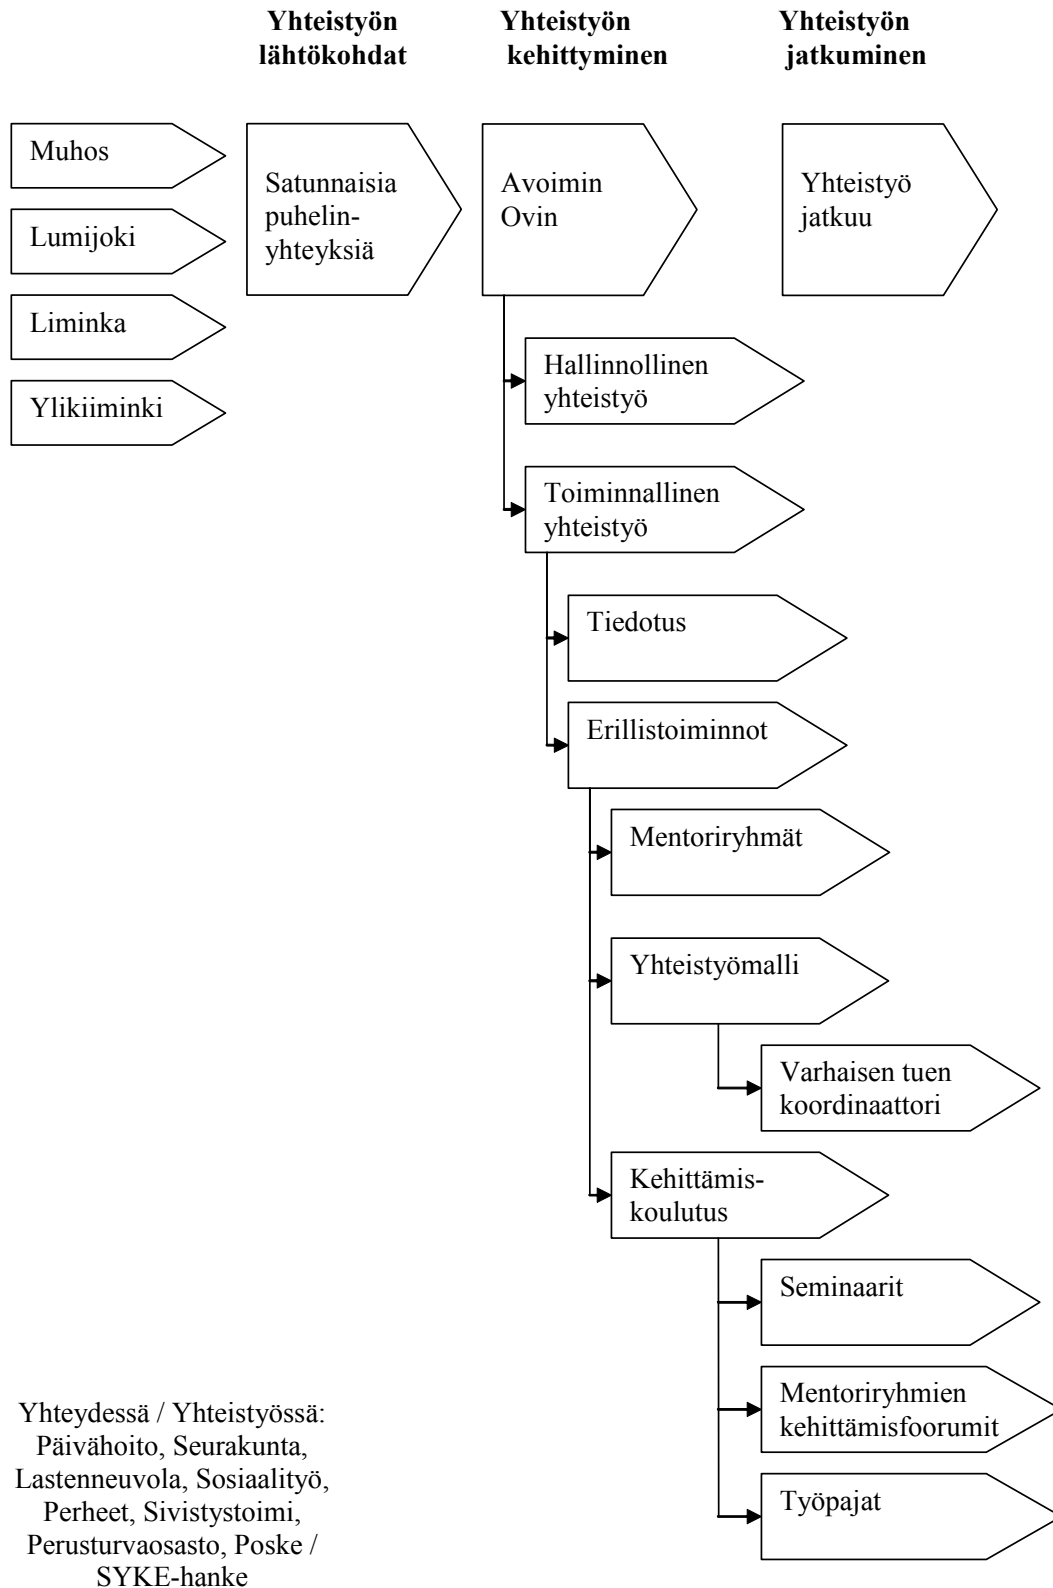 Yhteistyön
lähtökohdat
Yhteistyön
kehittyminen
Yhteistyön
jatkuminen
Muhos
Lumijoki
Liminka
Ylikiiminki
Satunnaisia
puhelin-
yhteyksiä
Avoimin
Ovin
Yhteistyö
jatkuu
Hallinnollinen
yhteistyö
Toiminnallinen
yhteistyö
Tiedotus
Erillistoiminnot
Mentoriryhmät
Yhteistyömalli
Varhaisen tuen
koordinaattori
Kehittämis-
koulutus
Seminaarit
Mentoriryhmien
kehittämisfoorumit
Työpajat
Yhteydessä / Yhteistyössä:
Päivähoito, Seurakunta,
Lastenneuvola, Sosiaalityö,
Perheet, Sivistystoimi,
Perusturvaosasto, Poske /
SYKE-hanke